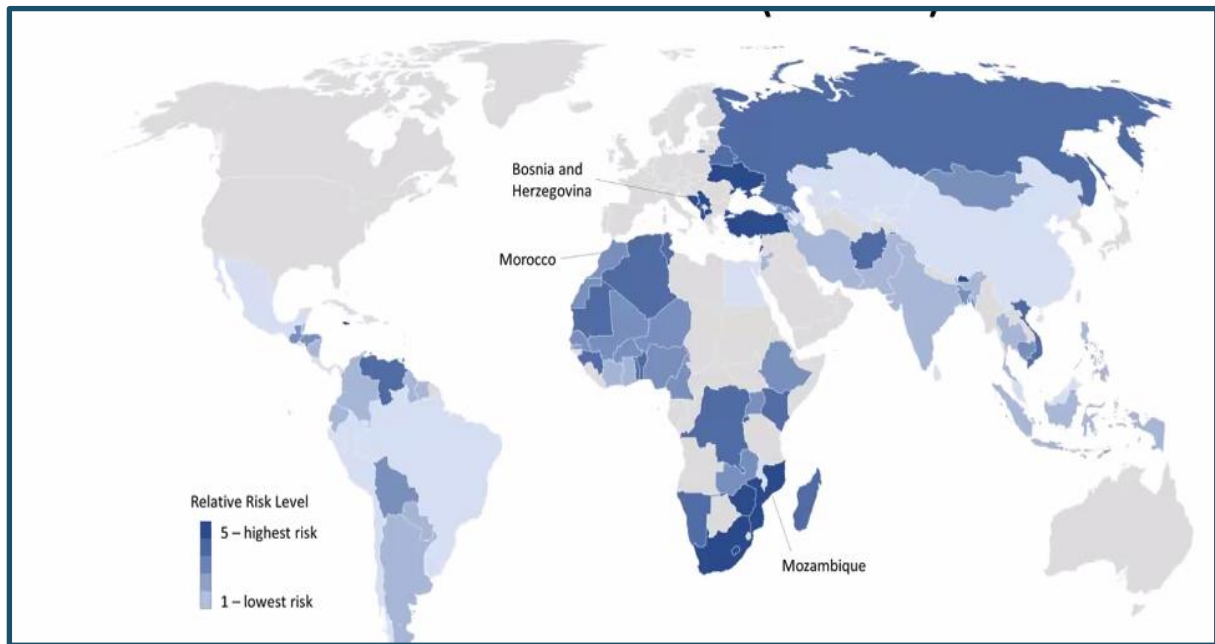 Bosnia and
Herzegovina
Morocco
Mozambique
Relative Risk Level
5 – highest risk
1 – lowest risk